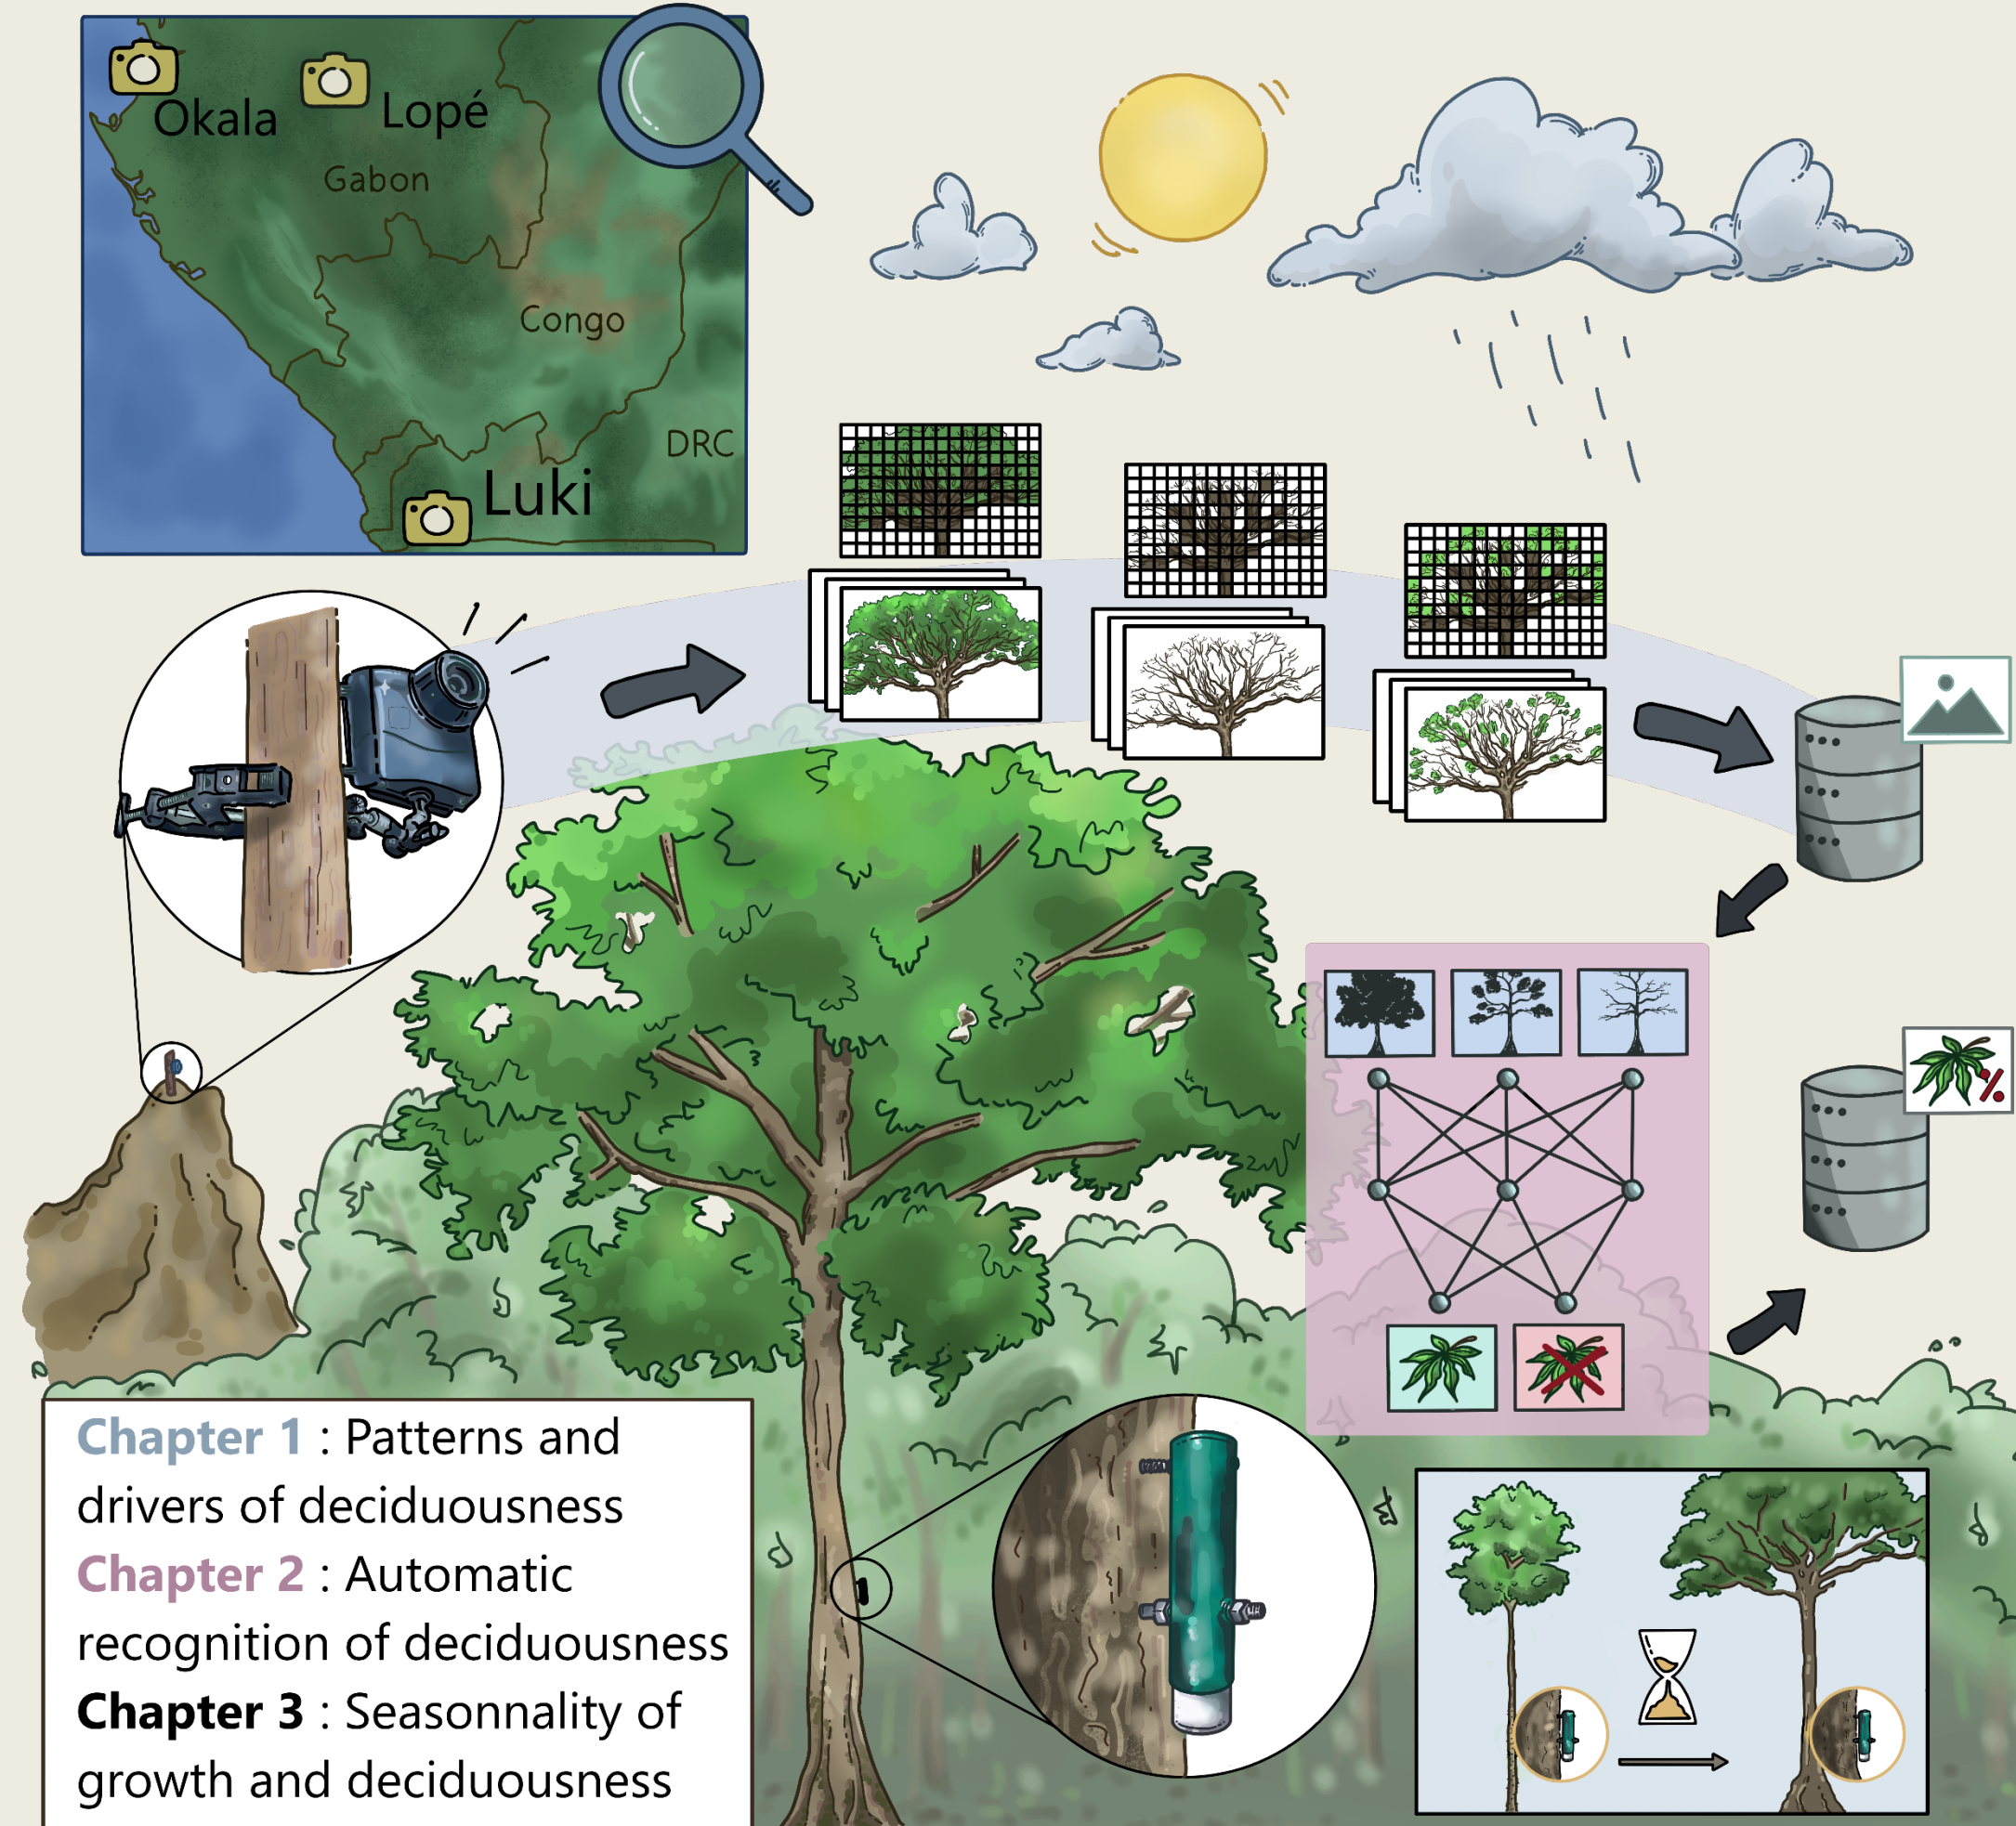 Okala
Lopé
Gabon
Congo
DRC
Luki
%
Chapter 1 : Patterns and
drivers of deciduousness
Chapter 2 : Automatic
recognition of deciduousness
Chapter 3 : Seasonnality of
growth and deciduousness